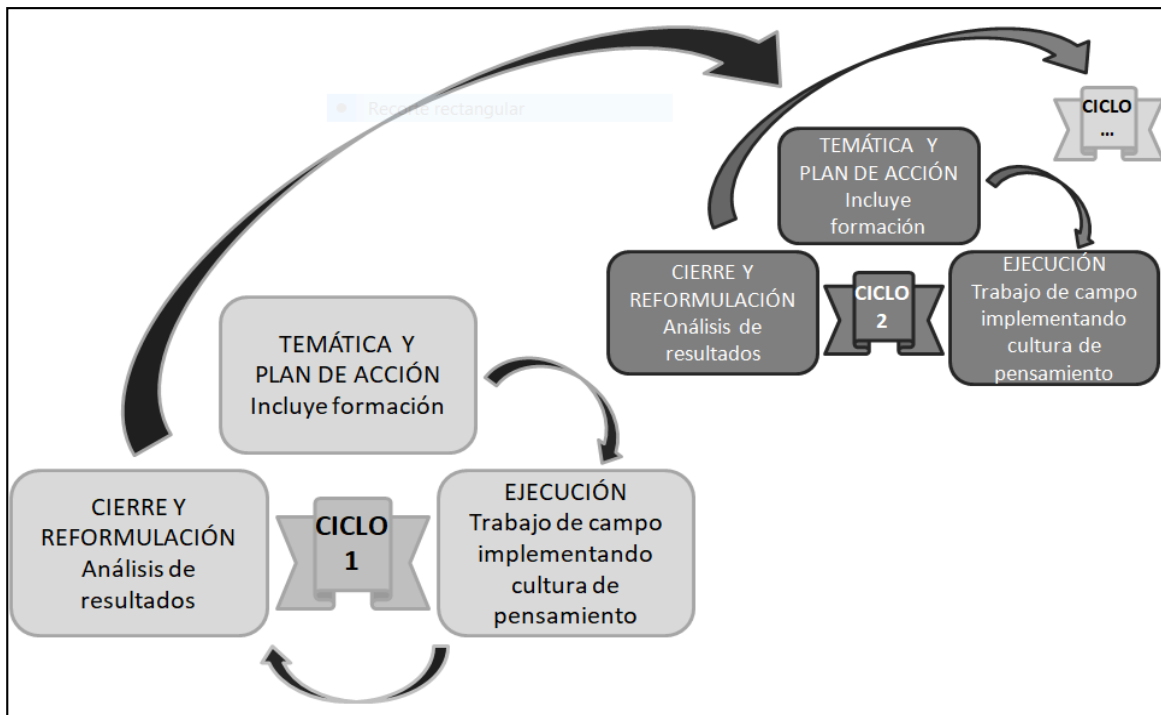 Recorte rectangular
CICLO
...
TEMÁTICA Y
PLAN DE ACCIÓN
Incluye
formación
CIERRE Y
REFORMULACIÓN
Análisis de
resultados
CICLO
2
EJECUCIÓN
Trabajo de campo
implementando
cultura de
pensamiento
TEMÁTICA Y
PLAN DE ACCIÓN
Incluye formación
CIERRE Y
REFORMULACIÓN
Análisis de
resultados
CICLO
1
EJECUCIÓN
Trabajo de campo
implementando
cultura de
pensamiento